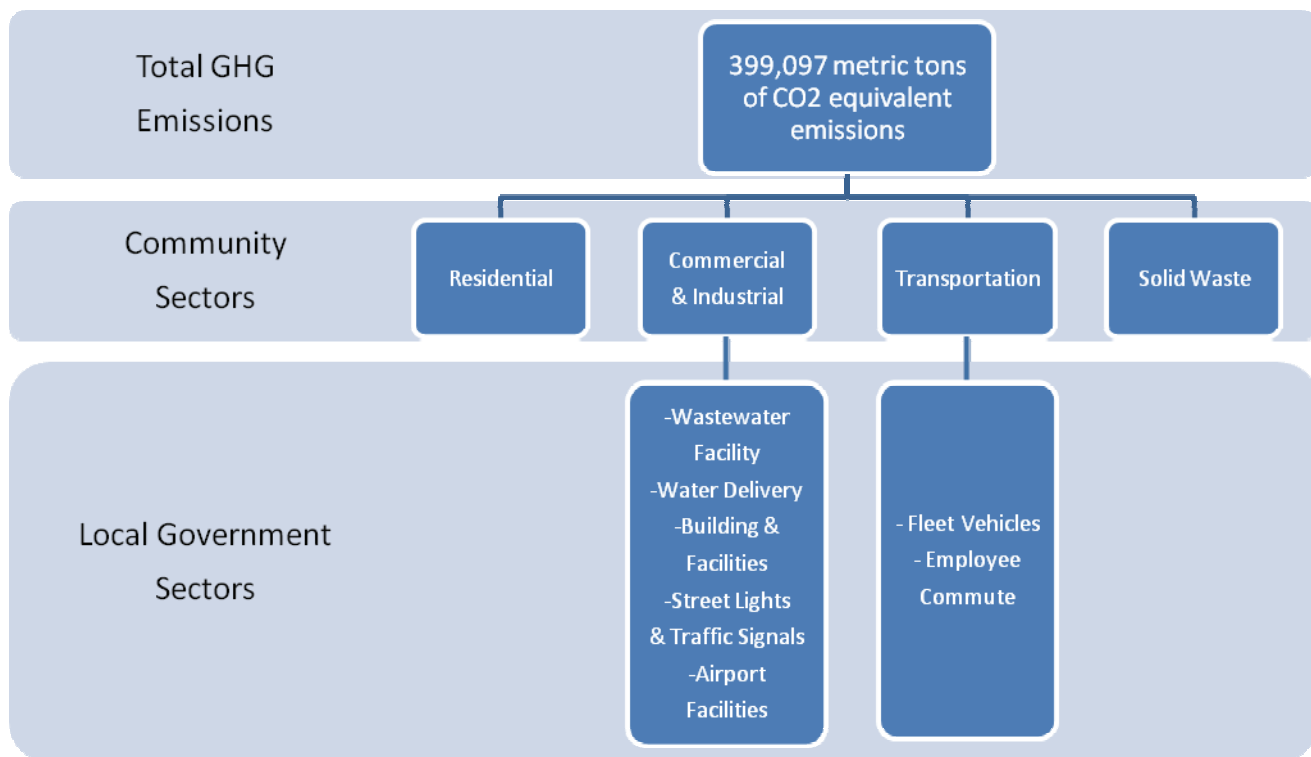 Total GHG
Emissions
399,097 metric tons
of CO2 equivalent
emissions
Community
Sectors
Residential
Commercial
& Industrial
Transportation
Solid Waste
Local Government
Sectors
-Wastewater
Facility
-Water Delivery
-Building &
Facilities
-Street Lights
& Traffic Signals
-Airport
Facilities
- Fleet Vehicles
- Employee
Commute